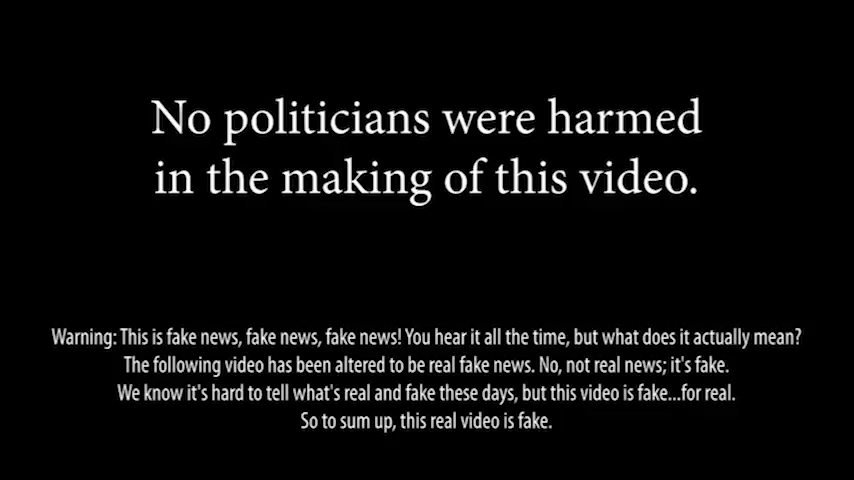 No politicians were harmed
in the making of this video.
Warning: This is fake news, fake news, fake news! You hear it all the time, but what does it actually mean?
The following video has been altered to be real fake news. No, not real news; it's fake.
We know it's hard to tell what's real and fake these days, but this video is fake...for real.
So to sum up, this real video is fake.